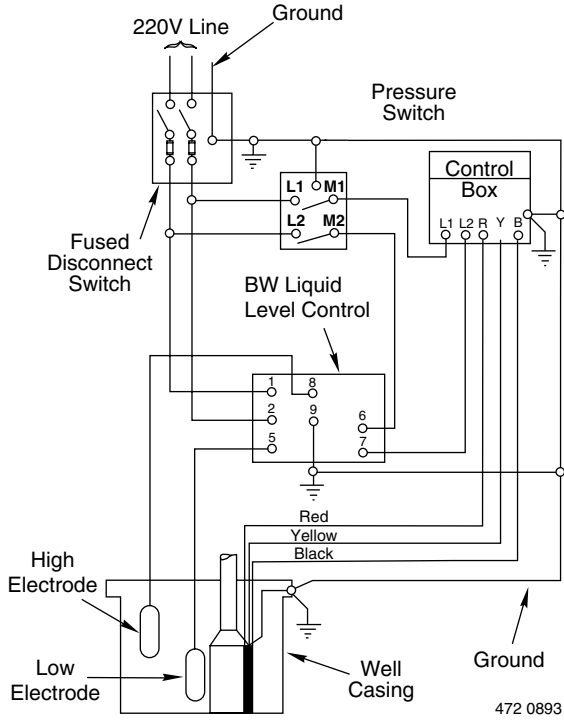 Ground
220V Line
Pressure
Switch
L1 M1
L2 M2
Control
Box
L1 L2 R Y B
Fused
Disconnect
Switch
BW Liquid
Level Control
1
8
2
9
6
5
7
Red
Yellow
Black
High
Electrode
Low
Electrode
Well
Casing
Ground
472 0893